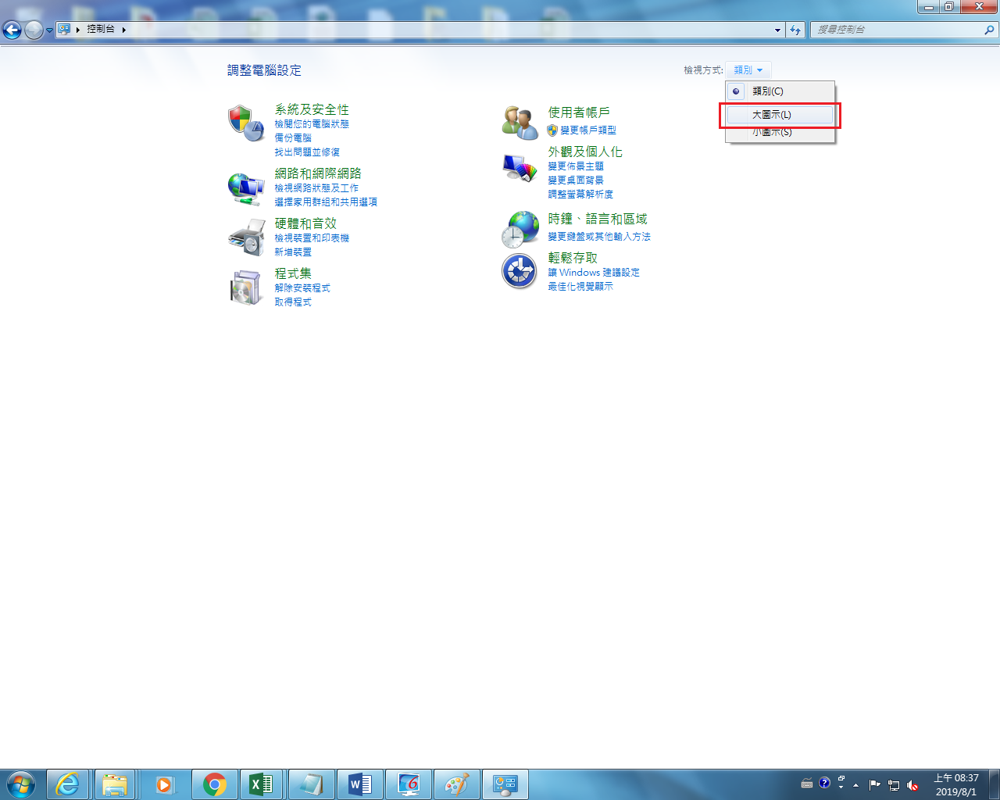 控制台
搜尋控制台
調整電腦設定
檢視方式: 類別
類別(C)
大圖示(L)
小圖示(S)
系統及安全性
檢閱您的電腦狀態
備份電腦
找出問題並修復
網路和網際網路
檢視網路狀態及工作
選擇家用群組和共用選項
硬體和音效
檢視裝置和印表機
新增裝置
程式集
解除安裝程式
取得程式
使用者帳戶
變更帳戶類型
外觀及個人化
變更佈景主題
變更桌面背景
調整螢幕解析度
時鐘、語言和區域
變更鍵盤或其他輸入方法
輕鬆存取
讓 Windows 建議設定
最佳化視覺顯示
上午 08:37
2019/8/1